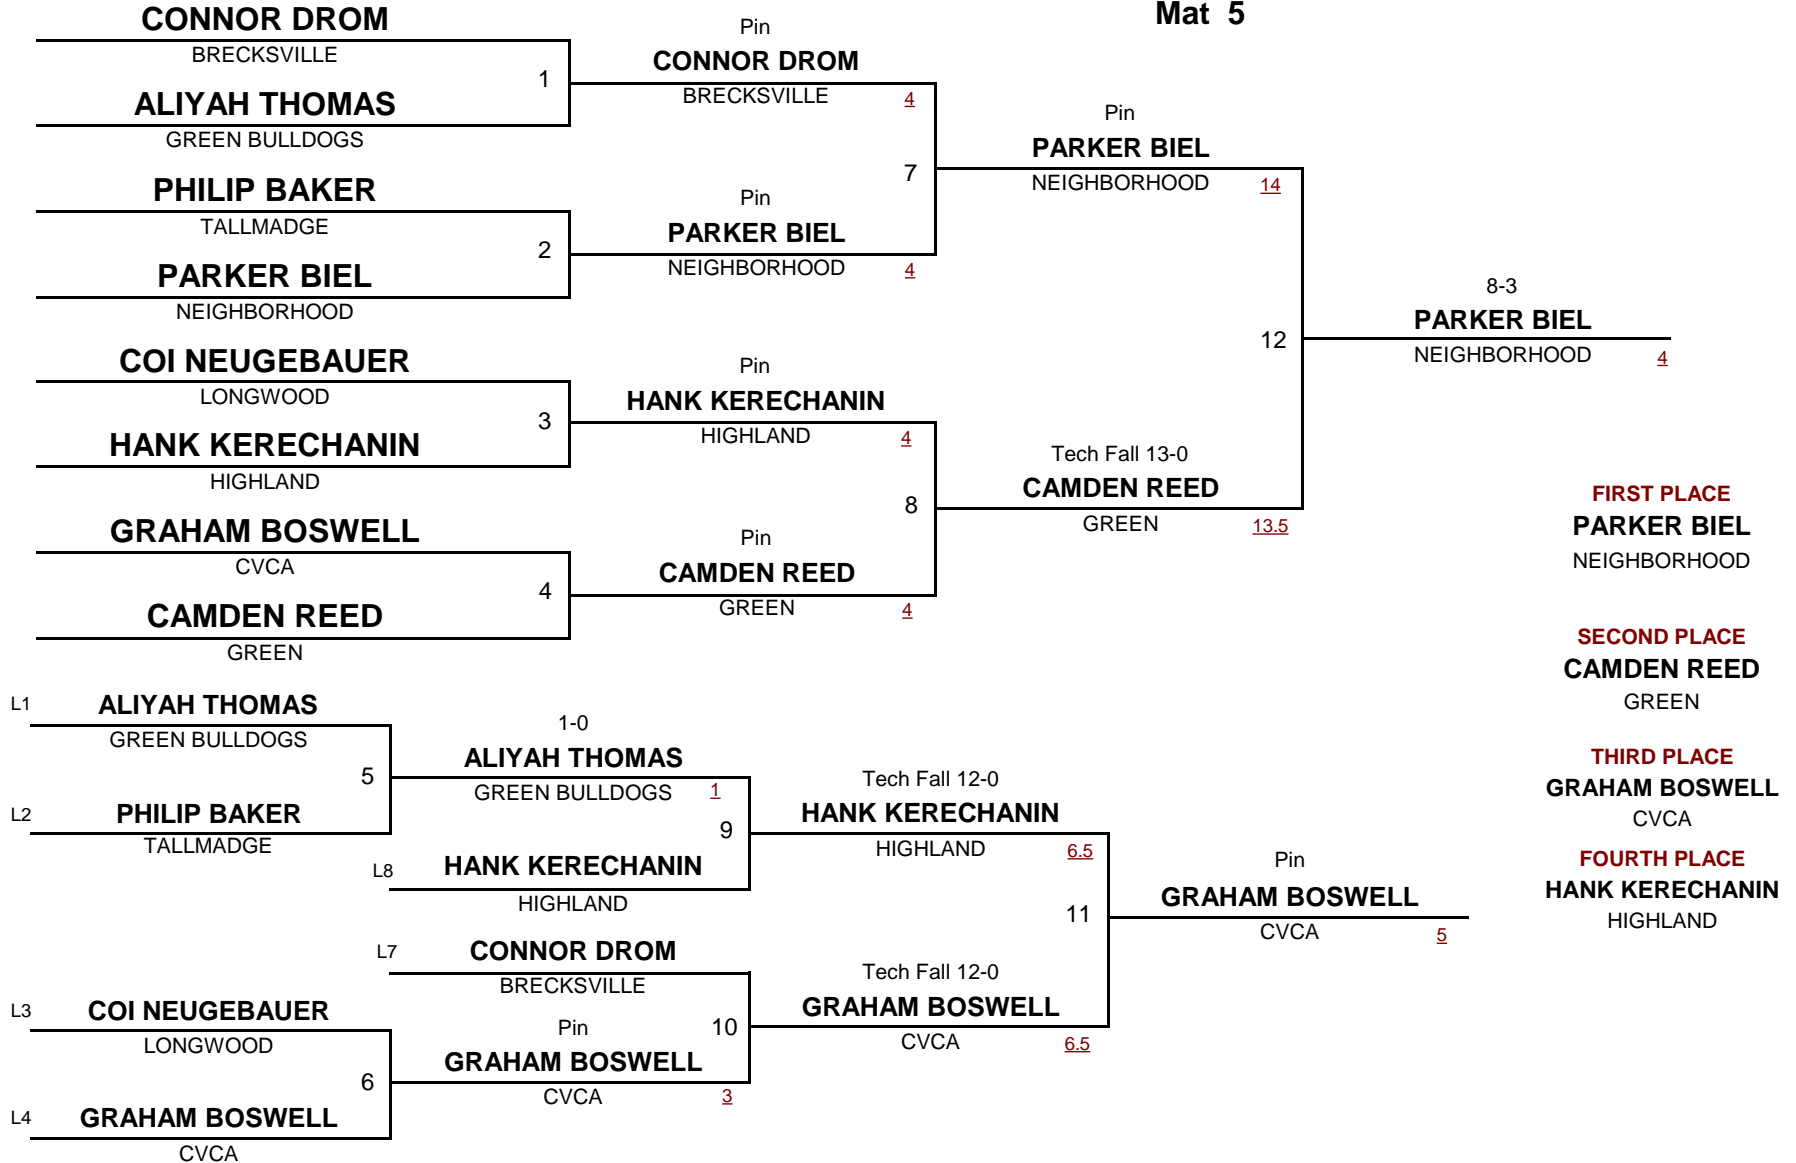 Mat 5
CONNOR DROM
BRECKSVILLE
1
ALIYAH THOMAS
GREEN BULLDOGS
PHILIP BAKER
TALLMADGE
2
PARKER BIEL
NEIGHBORHOOD
COI NEUGEBAUER
LONGWOOD
3
HANK KERECHANIN
HIGHLAND
GRAHAM BOSWELL
CVCA
4
CAMDEN REED
GREEN
Pin
CONNOR DROM
BRECKSVILLE 4
7
Pin
PARKER BIEL
NEIGHBORHOOD 4
Pin
HANK KERECHANIN
HIGHLAND 4
8
Pin
CAMDEN REED
GREEN 4
Pin
PARKER BIEL
NEIGHBORHOOD 14
12
Tech Fall 13-0
CAMDEN REED
GREEN 13.5
8-3
PARKER BIEL
NEIGHBORHOOD 4
L1 ALIYAH THOMAS
GREEN BULLDOGS
5
L2 PHILIP BAKER
TALLMADGE
1-0
ALIYAH THOMAS
GREEN BULLDOGS 1
9
L8 HANK KERECHANIN
HIGHLAND
L7 CONNOR DROM
BRECKSVILLE
10
L3 COI NEUGEBAUER
LONGWOOD
6
L4 GRAHAM BOSWELL
CVCA
Pin
GRAHAM BOSWELL
CVCA 3
Tech Fall 12-0
HANK KERECHANIN
HIGHLAND 6.5
11
Tech Fall 12-0
GRAHAM BOSWELL
CVCA 6.5
Pin
GRAHAM BOSWELL
CVCA 5
FIRST PLACE
PARKER BIEL
NEIGHBORHOOD
SECOND PLACE
CAMDEN REED
GREEN
THIRD PLACE
GRAHAM BOSWELL
CVCA
FOURTH PLACE
HANK KERECHANIN
HIGHLAND